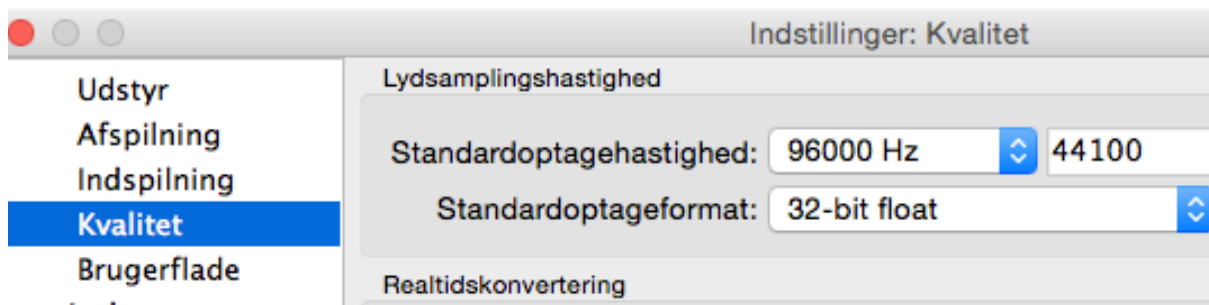 Indstillinger: Kvalitet
Udstyr
Afspilning
Indspilning
Kvalitet
Brugerflade
Lydsamplingshastighed
Standardoptagehastighed: 96000 Hz 44100
Standardoptageformat: 32-bit float
Realtidskonvertering